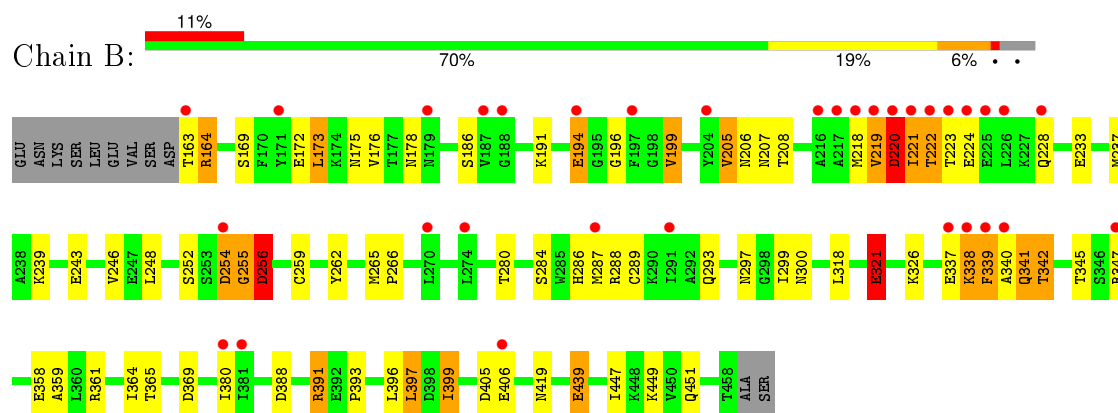 11%
Chain B:
70% 19% 6% • •
GLU ASN LYS SER LEU GLU VAL SER ASP T163 R164 S169 F170 Y171 E172 L173 K174 N175 V176 T177 N178 N179 S186 V187 G188 K191 E194 G195 G196 F197 G198 V199 Y204 V205 N206 N207 T208 A216 A217 M218 V219 D220 I221 T222 T223 E224 E225 L226 K227 Q228 E233 M237
A238 K239 E243 V246 E247 L248 S252 S253 D254 G255 D256 C259 Y262 M265 P266 L270 L274 T280 S284 W285 H286 M287 R288 C289 K290 I291 A292 Q293 N297 G298 I299 N300 L318 E321 K326 E337 K338 F339 A340 Q341 T342 T345 S346 R347
E358 A359 L360 R361 I364 T365 D369 I380 I381 D388 R391 E392 P393 L396 L397 D398 I399 D405 E406 N419 E439 I447 K448 K449 V450 Q451 T458 ALA SER